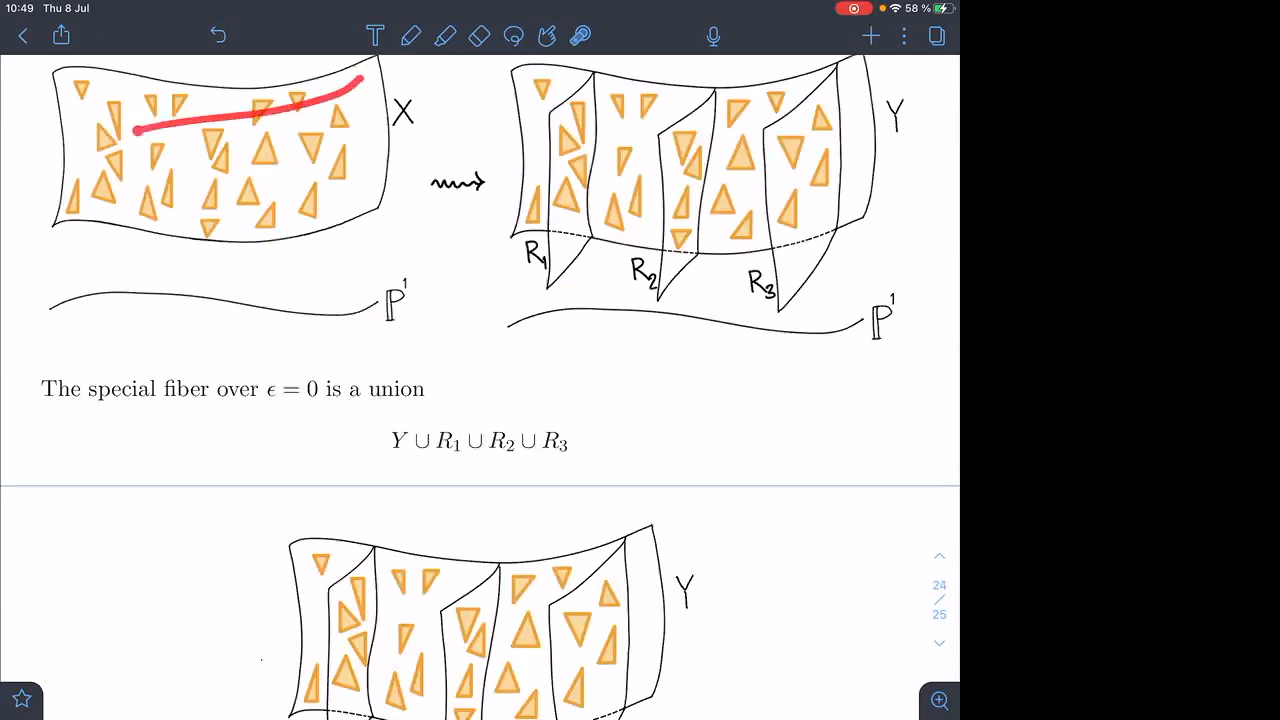 10:49 Thu 8 Jul
58 %
T
X
Y
R1
R2
R3
ℙ¹
ℙ¹
The special fiber over ϵ = 0 is a union
Y ∪ R₁ ∪ R₂ ∪ R₃
Y
24
/
25